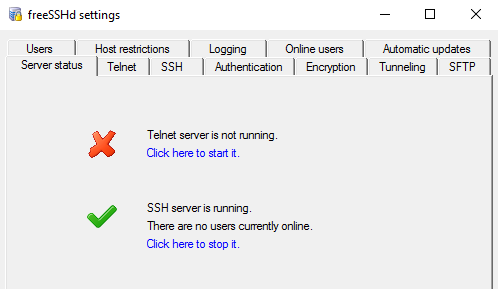 freeSSHd settings
Users Host restrictions Logging Online users Automatic updates
Server status Telnet SSH Authentication Encryption Tunneling SFTP
Telnet server is not running.
Click here to start it.
SSH server is running.
There are no users currently online.
Click here to stop it.